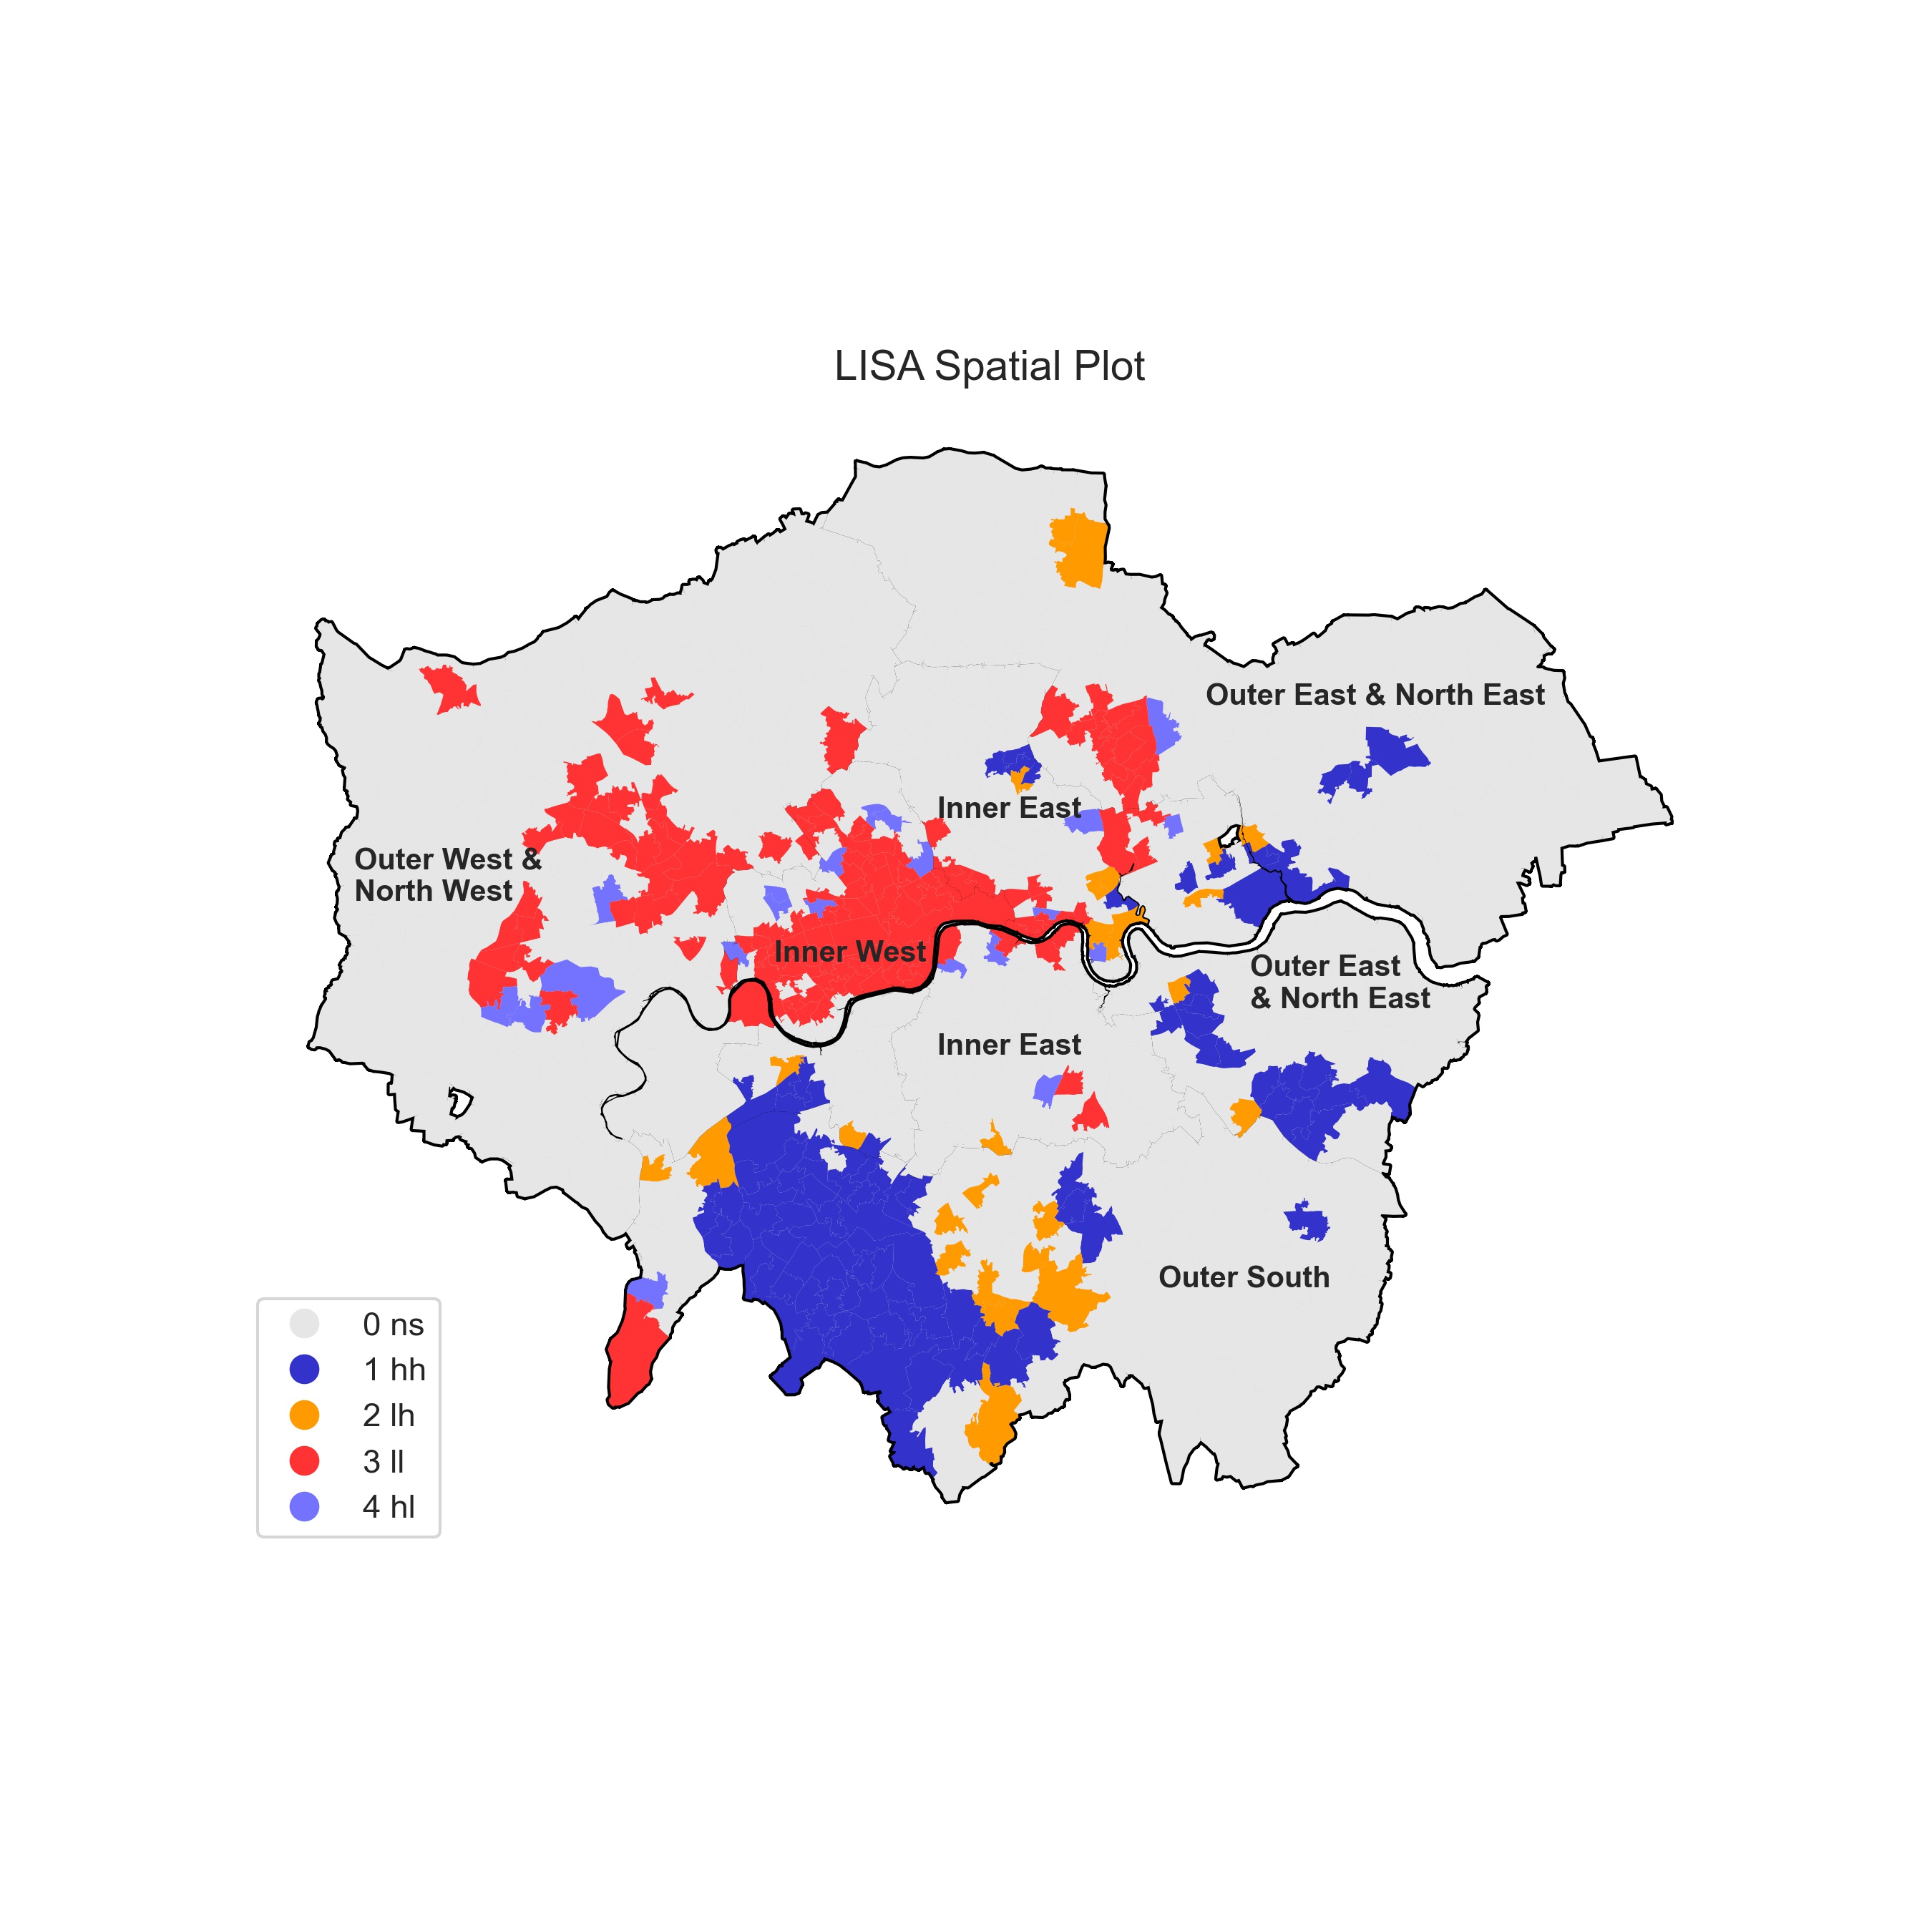 LISA Spatial Plot
Outer East & North East
Inner East
Outer West &
North West
Inner West
Outer East
& North East
Inner East
Outer South
0 ns
1 hh
2 lh
3 ll
4 hl